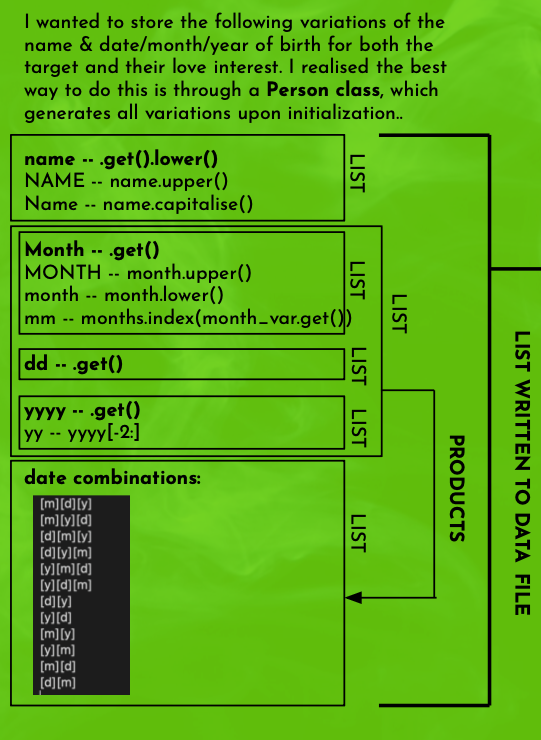 I wanted to store the following variations of the
name & date/month/year of birth for both the
target and their love interest. I realised the best
way to do this is through a Person class, which
generates all variations upon initialization..
name -- .get().lower()
NAME -- name.upper()
Name -- name.capitalise()
LIST
Month -- .get()
MONTH -- month.upper()
month -- month.lower()
mm -- months.index(month_var.get())
LIST
LIST
dd -- .get()
LIST
yyyy -- .get()
yy -- yyyy[-2:]
LIST
date combinations:
[m][d][y]
[m][y][d]
[d][m][y]
[d][y][m]
[y][m][d]
[y][d][m]
[d][y]
[y][d]
[m][y]
[y][m]
[m][d]
[d][m]
LIST
PRODUCTS
LIST WRITTEN TO DATA FILE